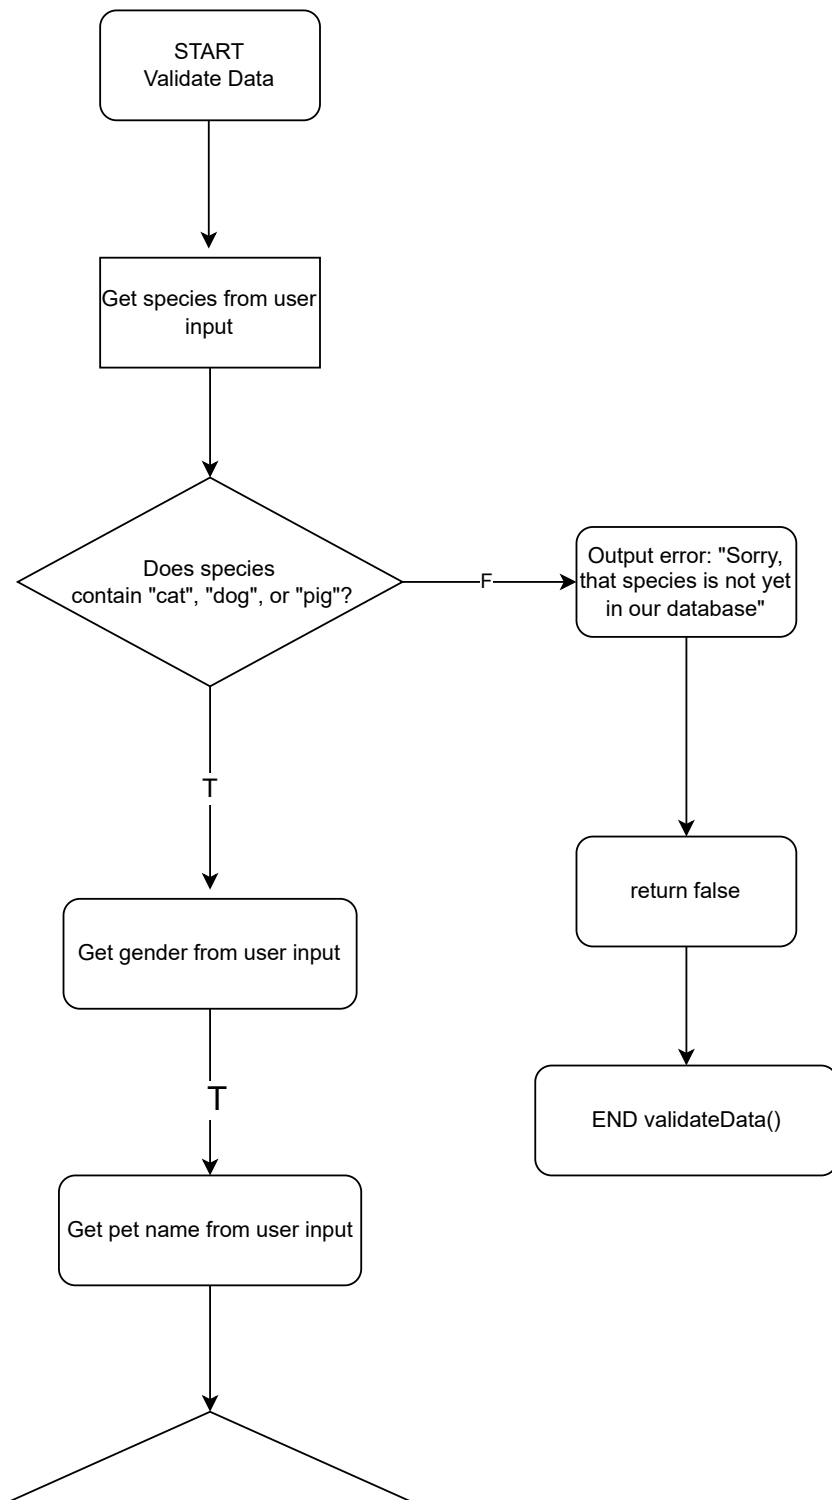 START
Validate Data
Get species from user
input
Does species
contain "cat", "dog", or "pig"?
F
Output error: "Sorry,
that species is not yet
in our database"
T
return false
Get gender from user input
T
END validateData()
Get pet name from user input